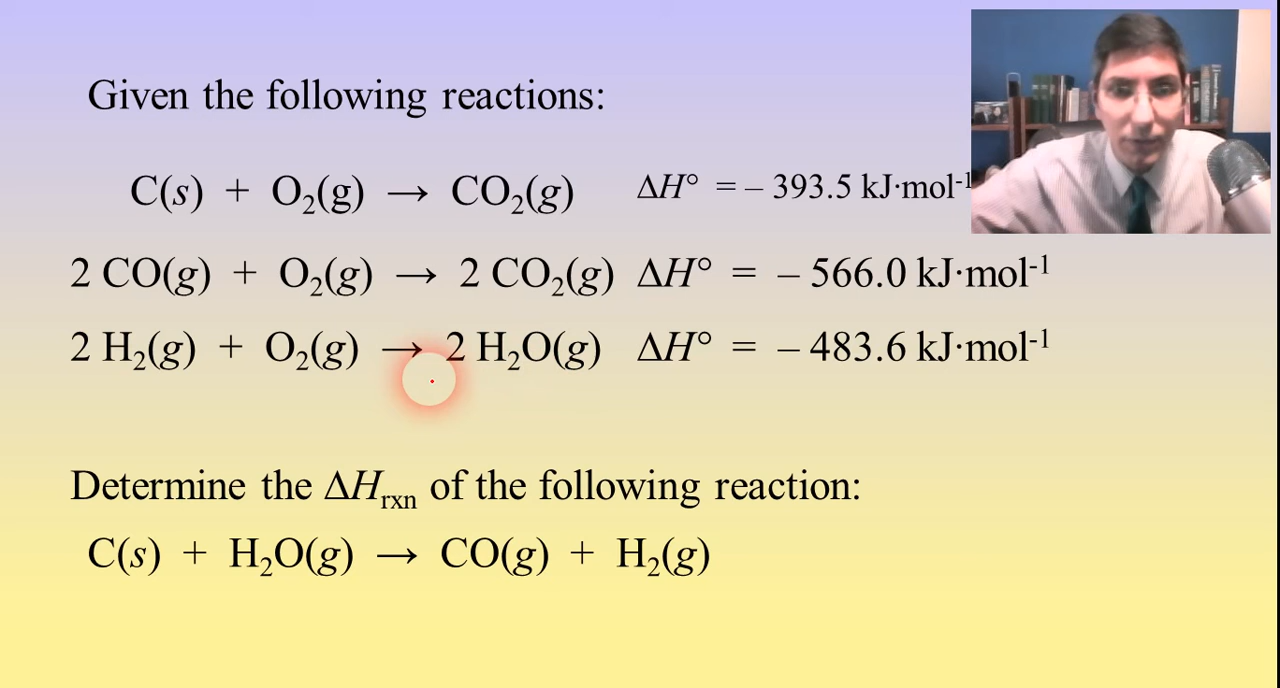 Given the following reactions:
C(s) + O₂(g) → CO₂(g) ΔH° = – 393.5 kJ·mol⁻¹
2 CO(g) + O₂(g) → 2 CO₂(g) ΔH° = – 566.0 kJ·mol⁻¹
2 H₂(g) + O₂(g) → 2 H₂O(g) ΔH° = – 483.6 kJ·mol⁻¹
Determine the ΔHrxn of the following reaction:
C(s) + H₂O(g) → CO(g) + H₂(g)